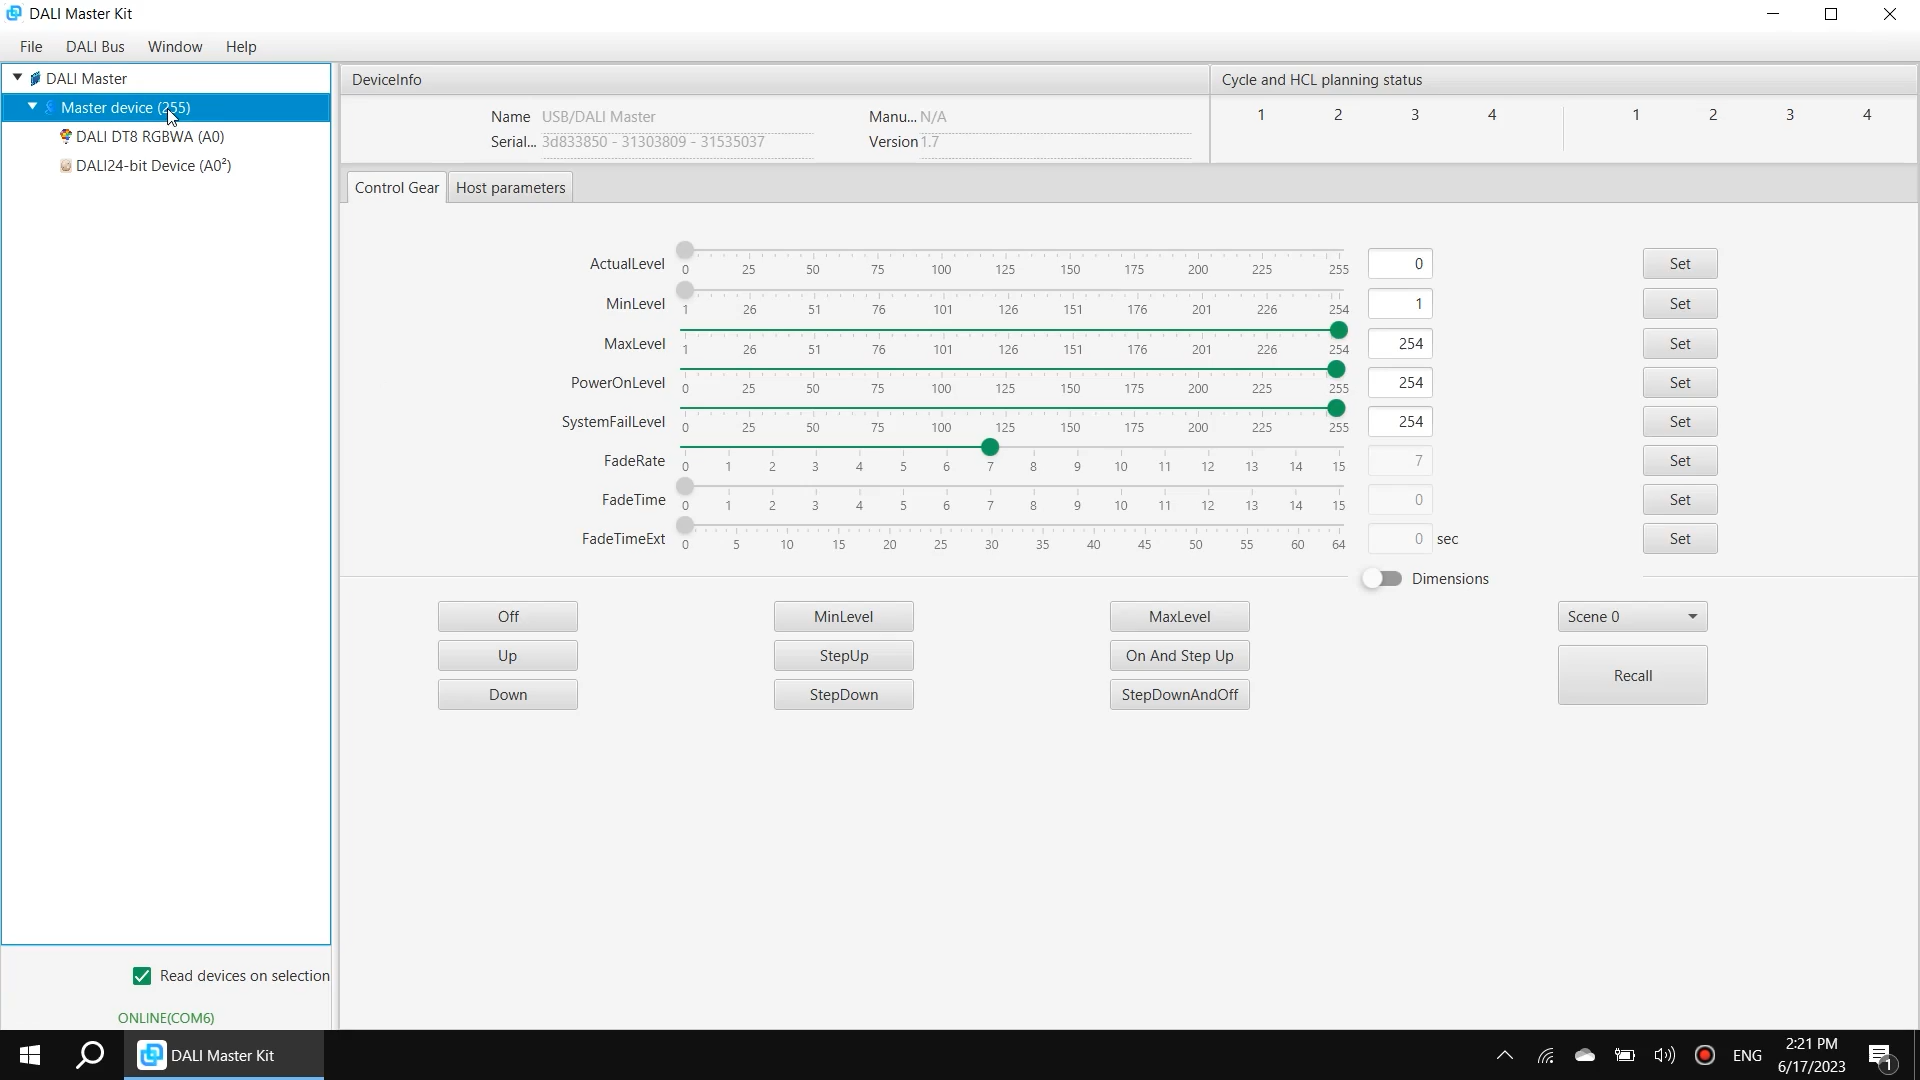 DALI Master Kit
File DALI Bus Window Help
DALI Master
Master device (255)
DALI DT8 RGBWA (A0)
DALI24-bit Device (A0²)
Read devices on selection
ONLINE(COM6)
DeviceInfo
Name USB/DALI Master Manu... N/A
Serial... 3d833850 - 31303809 - 31535037 Version 1.7
Cycle and HCL planning status
1 2 3 4 1 2 3 4
Control Gear Host parameters
ActualLevel 0 25 50 75 100 125 150 175 200 225 255 0 Set
MinLevel 1 26 51 76 101 126 151 176 201 226 254 1 Set
MaxLevel 1 26 51 76 101 126 151 176 201 226 254 254 Set
PowerOnLevel 0 25 50 75 100 125 150 175 200 225 255 254 Set
SystemFailLevel 0 25 50 75 100 125 150 175 200 225 255 254 Set
FadeRate 0 1 2 3 4 5 6 7 8 9 10 11 12 13 14 15 7 Set
FadeTime 0 1 2 3 4 5 6 7 8 9 10 11 12 13 14 15 0 Set
FadeTimeExt 0 5 10 15 20 25 30 35 40 45 50 55 60 64 0 sec Set
Dimensions
Off MinLevel MaxLevel Scene 0
Up StepUp On And Step Up Recall
Down StepDown StepDownAndOff
DALI Master Kit
ENG
2:21 PM
6/17/2023
1